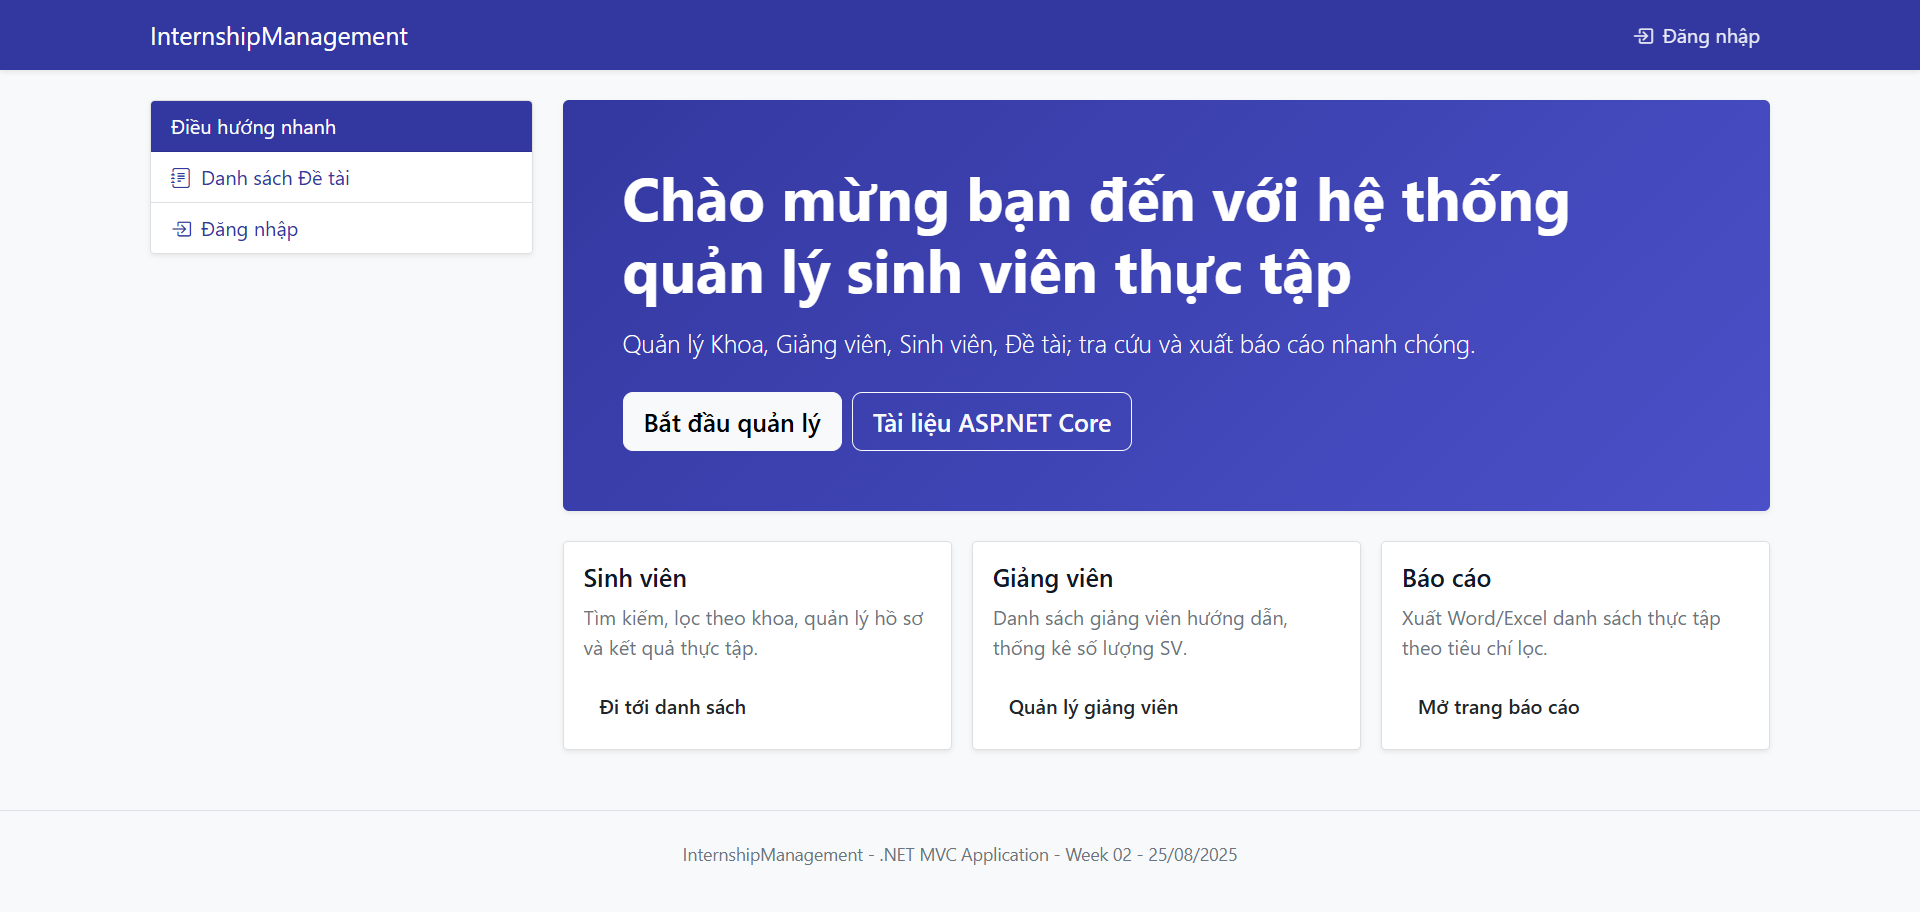 InternshipManagement
Đăng nhập
Điều hướng nhanh
Danh sách Đề tài
Đăng nhập
Chào mừng bạn đến với hệ thống
quản lý sinh viên thực tập
Quản lý Khoa, Giảng viên, Sinh viên, Đề tài; tra cứu và xuất báo cáo nhanh chóng.
Bắt đầu quản lý
Tài liệu ASP.NET Core
Sinh viên
Tìm kiếm, lọc theo khoa, quản lý hồ sơ
và kết quả thực tập.
Đi tới danh sách
Giảng viên
Danh sách giảng viên hướng dẫn,
thống kê số lượng SV.
Quản lý giảng viên
Báo cáo
Xuất Word/Excel danh sách thực tập
theo tiêu chí lọc.
Mở trang báo cáo
InternshipManagement - .NET MVC Application - Week 02 - 25/08/2025